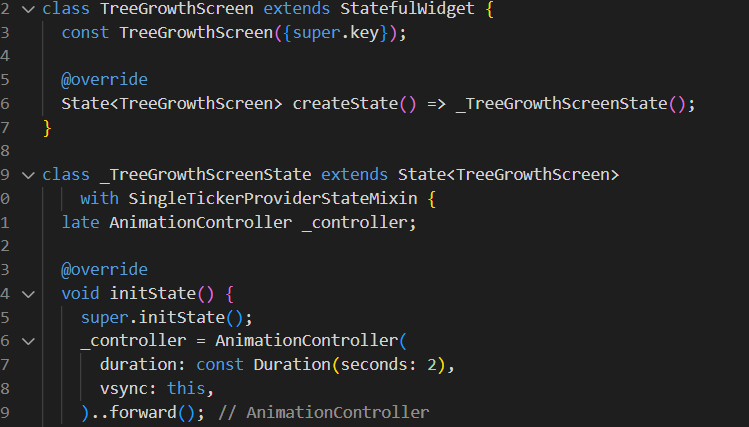 2 class TreeGrowthScreen extends StatefulWidget {
3 const TreeGrowthScreen({super.key});
4
5 @override
6 State<TreeGrowthScreen> createState() => _TreeGrowthScreenState();
7 }
8
9 class _TreeGrowthScreenState extends State<TreeGrowthScreen>
0 with SingleTickerProviderStateMixin {
1 late AnimationController _controller;
2
3 @override
4 void initState() {
5 super.initState();
6 _controller = AnimationController(
7 duration: const Duration(seconds: 2),
8 vsync: this,
9 )..forward(); // AnimationController